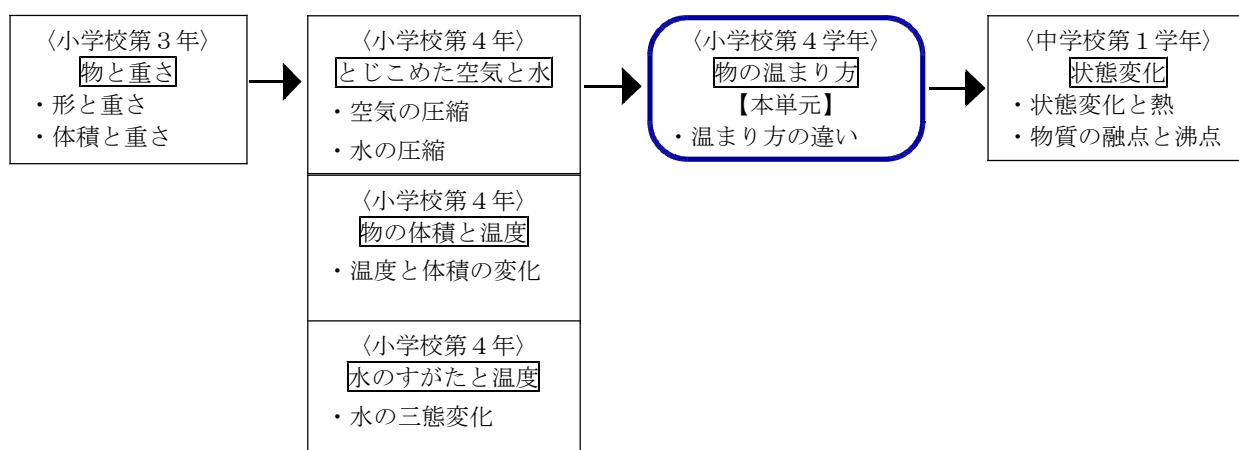 〈小学校第３年〉
物と重さ
・形と重さ
・体積と重さ
〈小学校第４年〉
とじこめた空気と水
・空気の圧縮
・水の圧縮
〈小学校第４年〉
物の体積と温度
・温度と体積の変化
〈小学校第４年〉
水のすがたと温度
・水の三態変化
〈小学校第４学年〉
物の温まり方
【本単元】
・温まり方の違い
〈中学校第１学年〉
状態変化
・状態変化と熱
・物質の融点と沸点